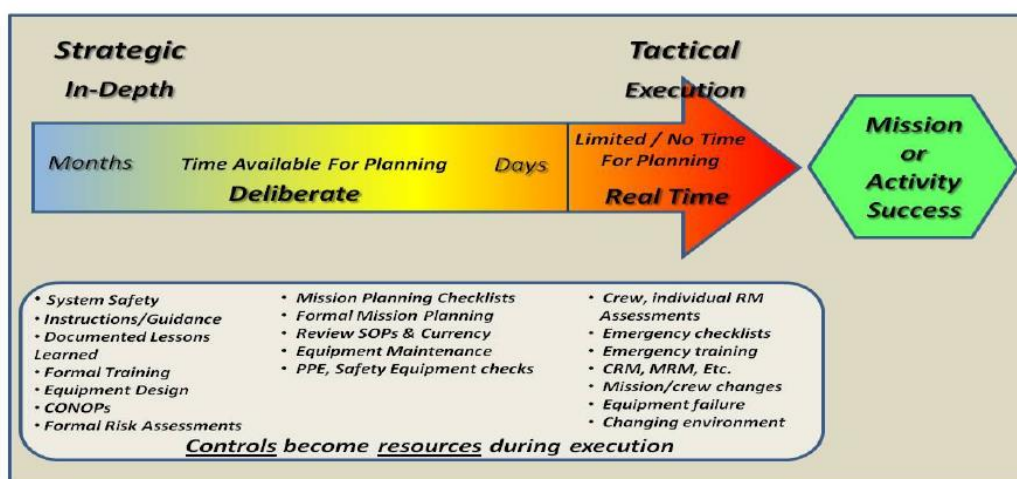 Strategic
In-Depth
Tactical
Execution
Months
Time Available For Planning
Deliberate
Days
Limited / No Time
For Planning
Real Time
Mission
or
Activity
Success
• System Safety
• Instructions/Guidance
• Documented Lessons
Learned
• Formal Training
• Equipment Design
• CONOPs
• Formal Risk Assessments
• Mission Planning Checklists
• Formal Mission Planning
• Review SOPs & Currency
• Equipment Maintenance
• PPE, Safety Equipment checks
• Crew, individual RM
Assessments
• Emergency checklists
• Emergency training
• CRM, MRM, Etc.
• Mission/crew changes
• Equipment failure
• Changing environment
Controls become resources during execution